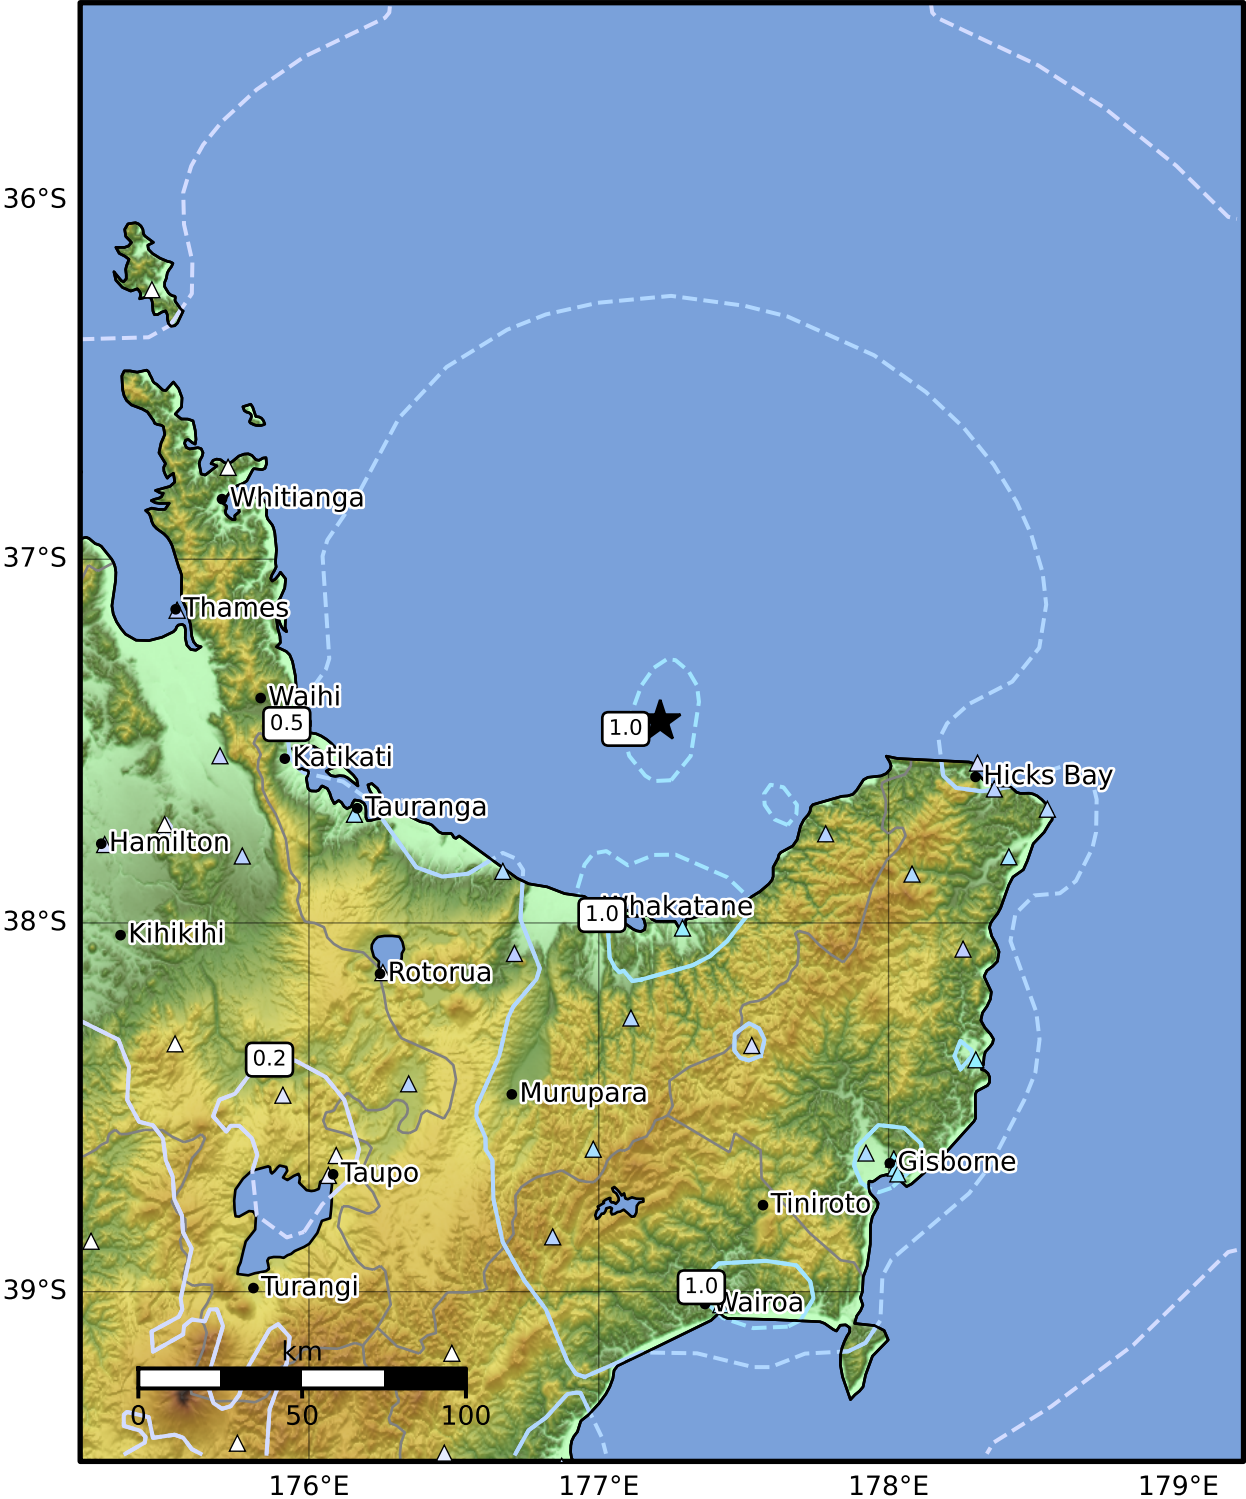 36°S
Whitianga
37°S
Thames
Waihi
0.5
1.0
Katikati
Hicks Bay
Tauranga
Hamilton
Whakatane
1.0
38°S
Kihikihi
Rotorua
0.2
Murupara
Gisborne
Taupo
Tiniroto
39°S
Turangi
1.0
Wairoa
km
0 50 100
176°E 177°E 178°E 179°E